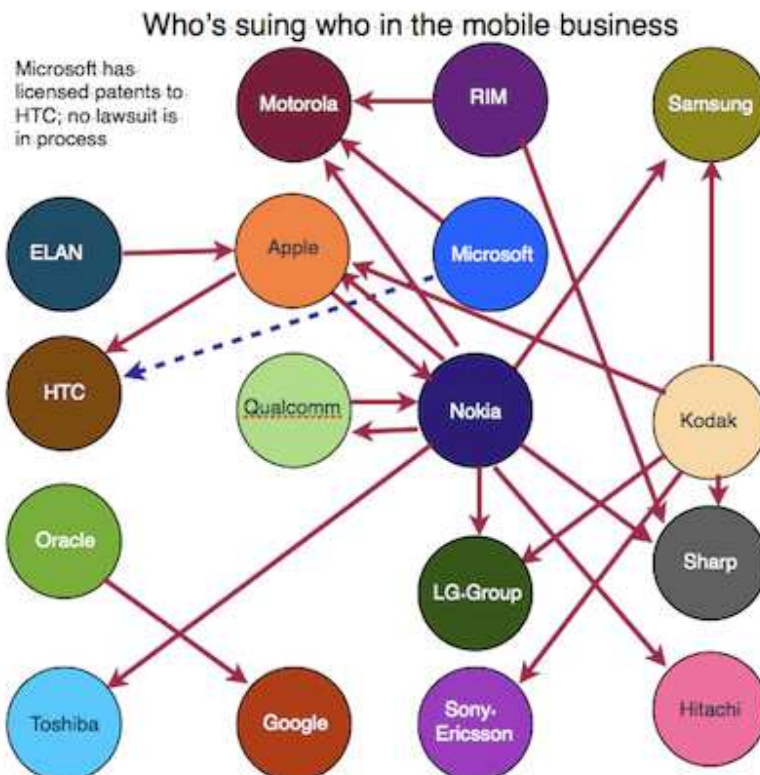 Who's suing who in the mobile business
Microsoft has
licensed patents to
HTC; no lawsuit is
in process
Motorola
RIM
Samsung
ELAN
Apple
Microsoft
HTC
Qualcomm
Nokia
Kodak
Oracle
LG-Group
Sharp
Toshiba
Google
Sony-
Ericsson
Hitachi